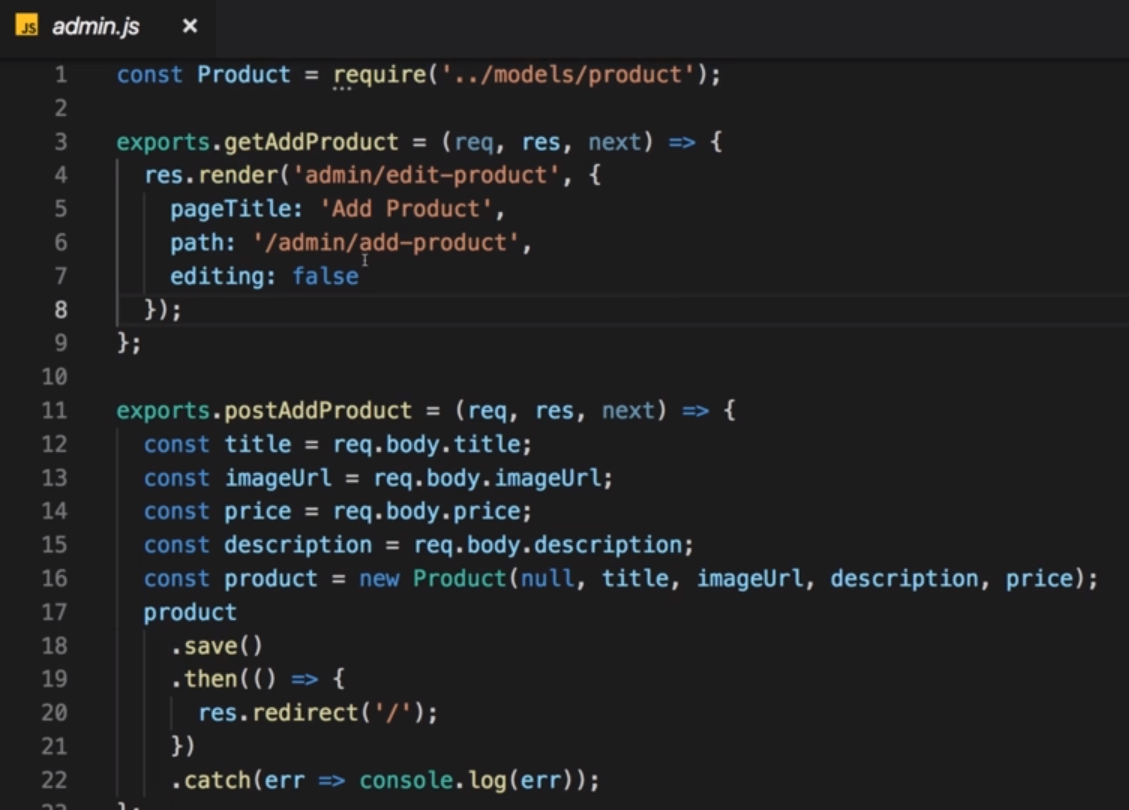 JS admin.js ×
1 const Product = require('../models/product');
2
3 exports.getAddProduct = (req, res, next) => {
4   res.render('admin/edit-product', {
5     pageTitle: 'Add Product',
6     path: '/admin/add-product',
7     editing: false
8   });
9 };
10
11 exports.postAddProduct = (req, res, next) => {
12   const title = req.body.title;
13   const imageUrl = req.body.imageUrl;
14   const price = req.body.price;
15   const description = req.body.description;
16   const product = new Product(null, title, imageUrl, description, price);
17   product
18     .save()
19     .then(() => {
20       res.redirect('/');
21     })
22     .catch(err => console.log(err));
23 };